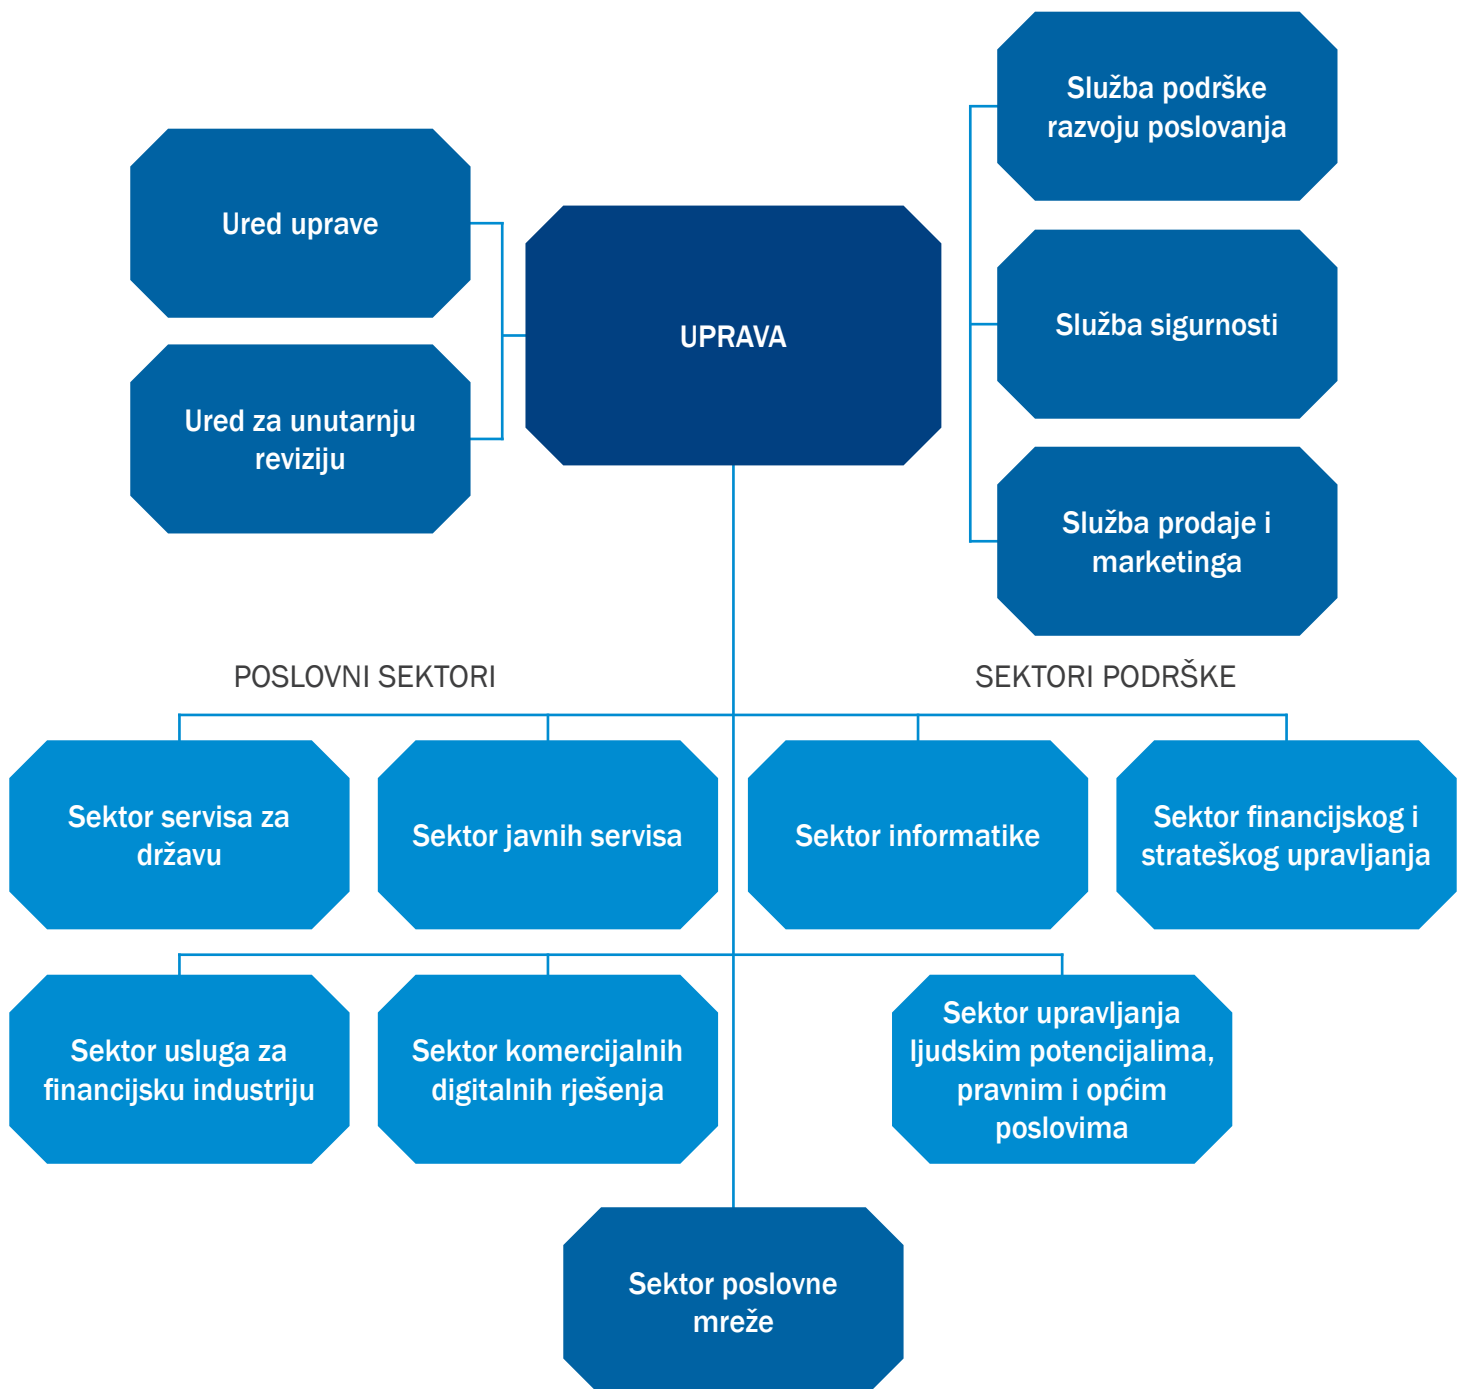 Služba podrške
razvoju poslovanja
Ured uprave
UPRAVA
Služba sigurnosti
Ured za unutarnju
reviziju
Služba prodaje i
marketinga
POSLOVNI SEKTORI
SEKTORI PODRŠKE
Sektor servisa za
državu
Sektor javnih servisa
Sektor informatike
Sektor financijskog i
strateškog upravljanja
Sektor usluga za
financijsku industriju
Sektor komercijalnih
digitalnih rješenja
Sektor upravljanja
ljudskim potencijalima,
pravnim i općim
poslovima
Sektor poslovne
mreže